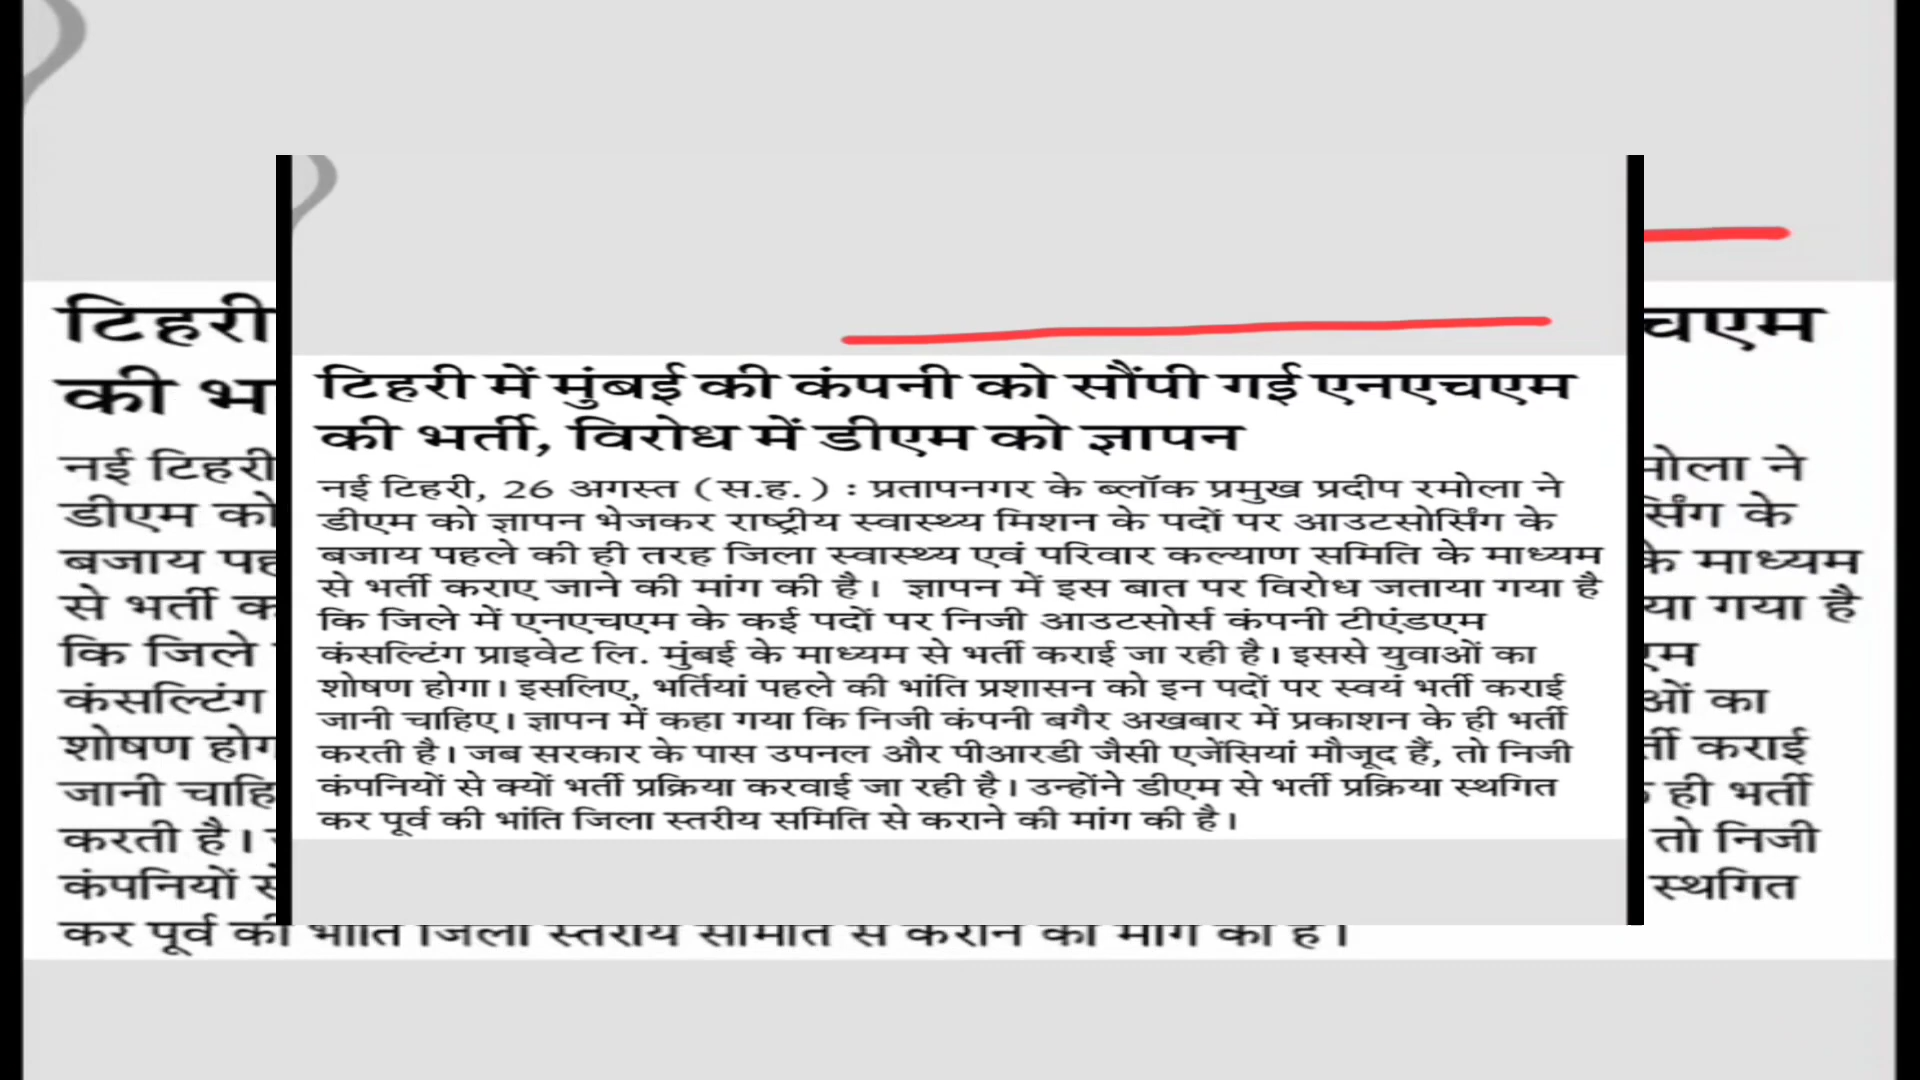 टिहरी में मुंबई की कंपनी को सौंपी गई एनएचएम
की भर्ती, विरोध में डीएम को ज्ञापन
नई टिहरी, 26 अगस्त (स.ह.) : प्रतापनगर के ब्लॉक प्रमुख प्रदीप रमोला ने
डीएम को ज्ञापन भेजकर राष्ट्रीय स्वास्थ्य मिशन के पदों पर आउटसोर्सिंग के
बजाय पहले की ही तरह जिला स्वास्थ्य एवं परिवार कल्याण समिति के माध्यम
से भर्ती कराए जाने की मांग की है। ज्ञापन में इस बात पर विरोध जताया गया है
कि जिले में एनएचएम के कई पदों पर निजी आउटसोर्स कंपनी टीएंडएम
कंसल्टिंग प्राइवेट लि. मुंबई के माध्यम से भर्ती कराई जा रही है। इससे युवाओं का
शोषण होगा। इसलिए, भर्तियां पहले की भांति प्रशासन को इन पदों पर स्वयं भर्ती कराई
जानी चाहिए। ज्ञापन में कहा गया कि निजी कंपनी बगैर अखबार में प्रकाशन के ही भर्ती
करती है। जब सरकार के पास उपनल और पीआरडी जैसी एजेंसियां मौजूद हैं, तो निजी
कंपनियों से क्यों भर्ती प्रक्रिया करवाई जा रही है। उन्होंने डीएम से भर्ती प्रक्रिया स्थगित
कर पूर्व की भांति जिला स्तरीय समिति से कराने की मांग की है।